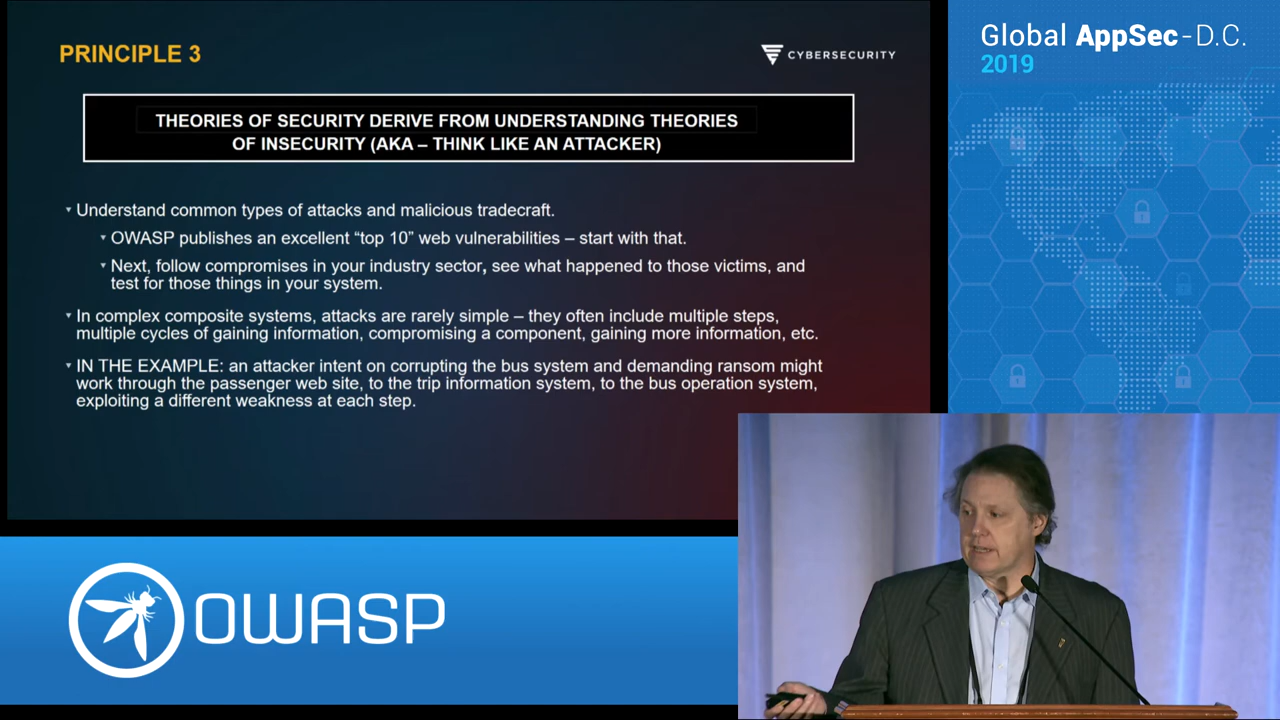 PRINCIPLE 3
CYBERSECURITY
THEORIES OF SECURITY DERIVE FROM UNDERSTANDING THEORIES
OF INSECURITY (AKA – THINK LIKE AN ATTACKER)
Understand common types of attacks and malicious tradecraft.
OWASP publishes an excellent “top 10” web vulnerabilities – start with that.
Next, follow compromises in your industry sector, see what happened to those victims, and
test for those things in your system.
In complex composite systems, attacks are rarely simple – they often include multiple steps,
multiple cycles of gaining information, compromising a component, gaining more information, etc.
IN THE EXAMPLE: an attacker intent on corrupting the bus system and demanding ransom might
work through the passenger web site, to the trip information system, to the bus operation system,
exploiting a different weakness at each step.
Global AppSec - D.C.
2019
OWASP